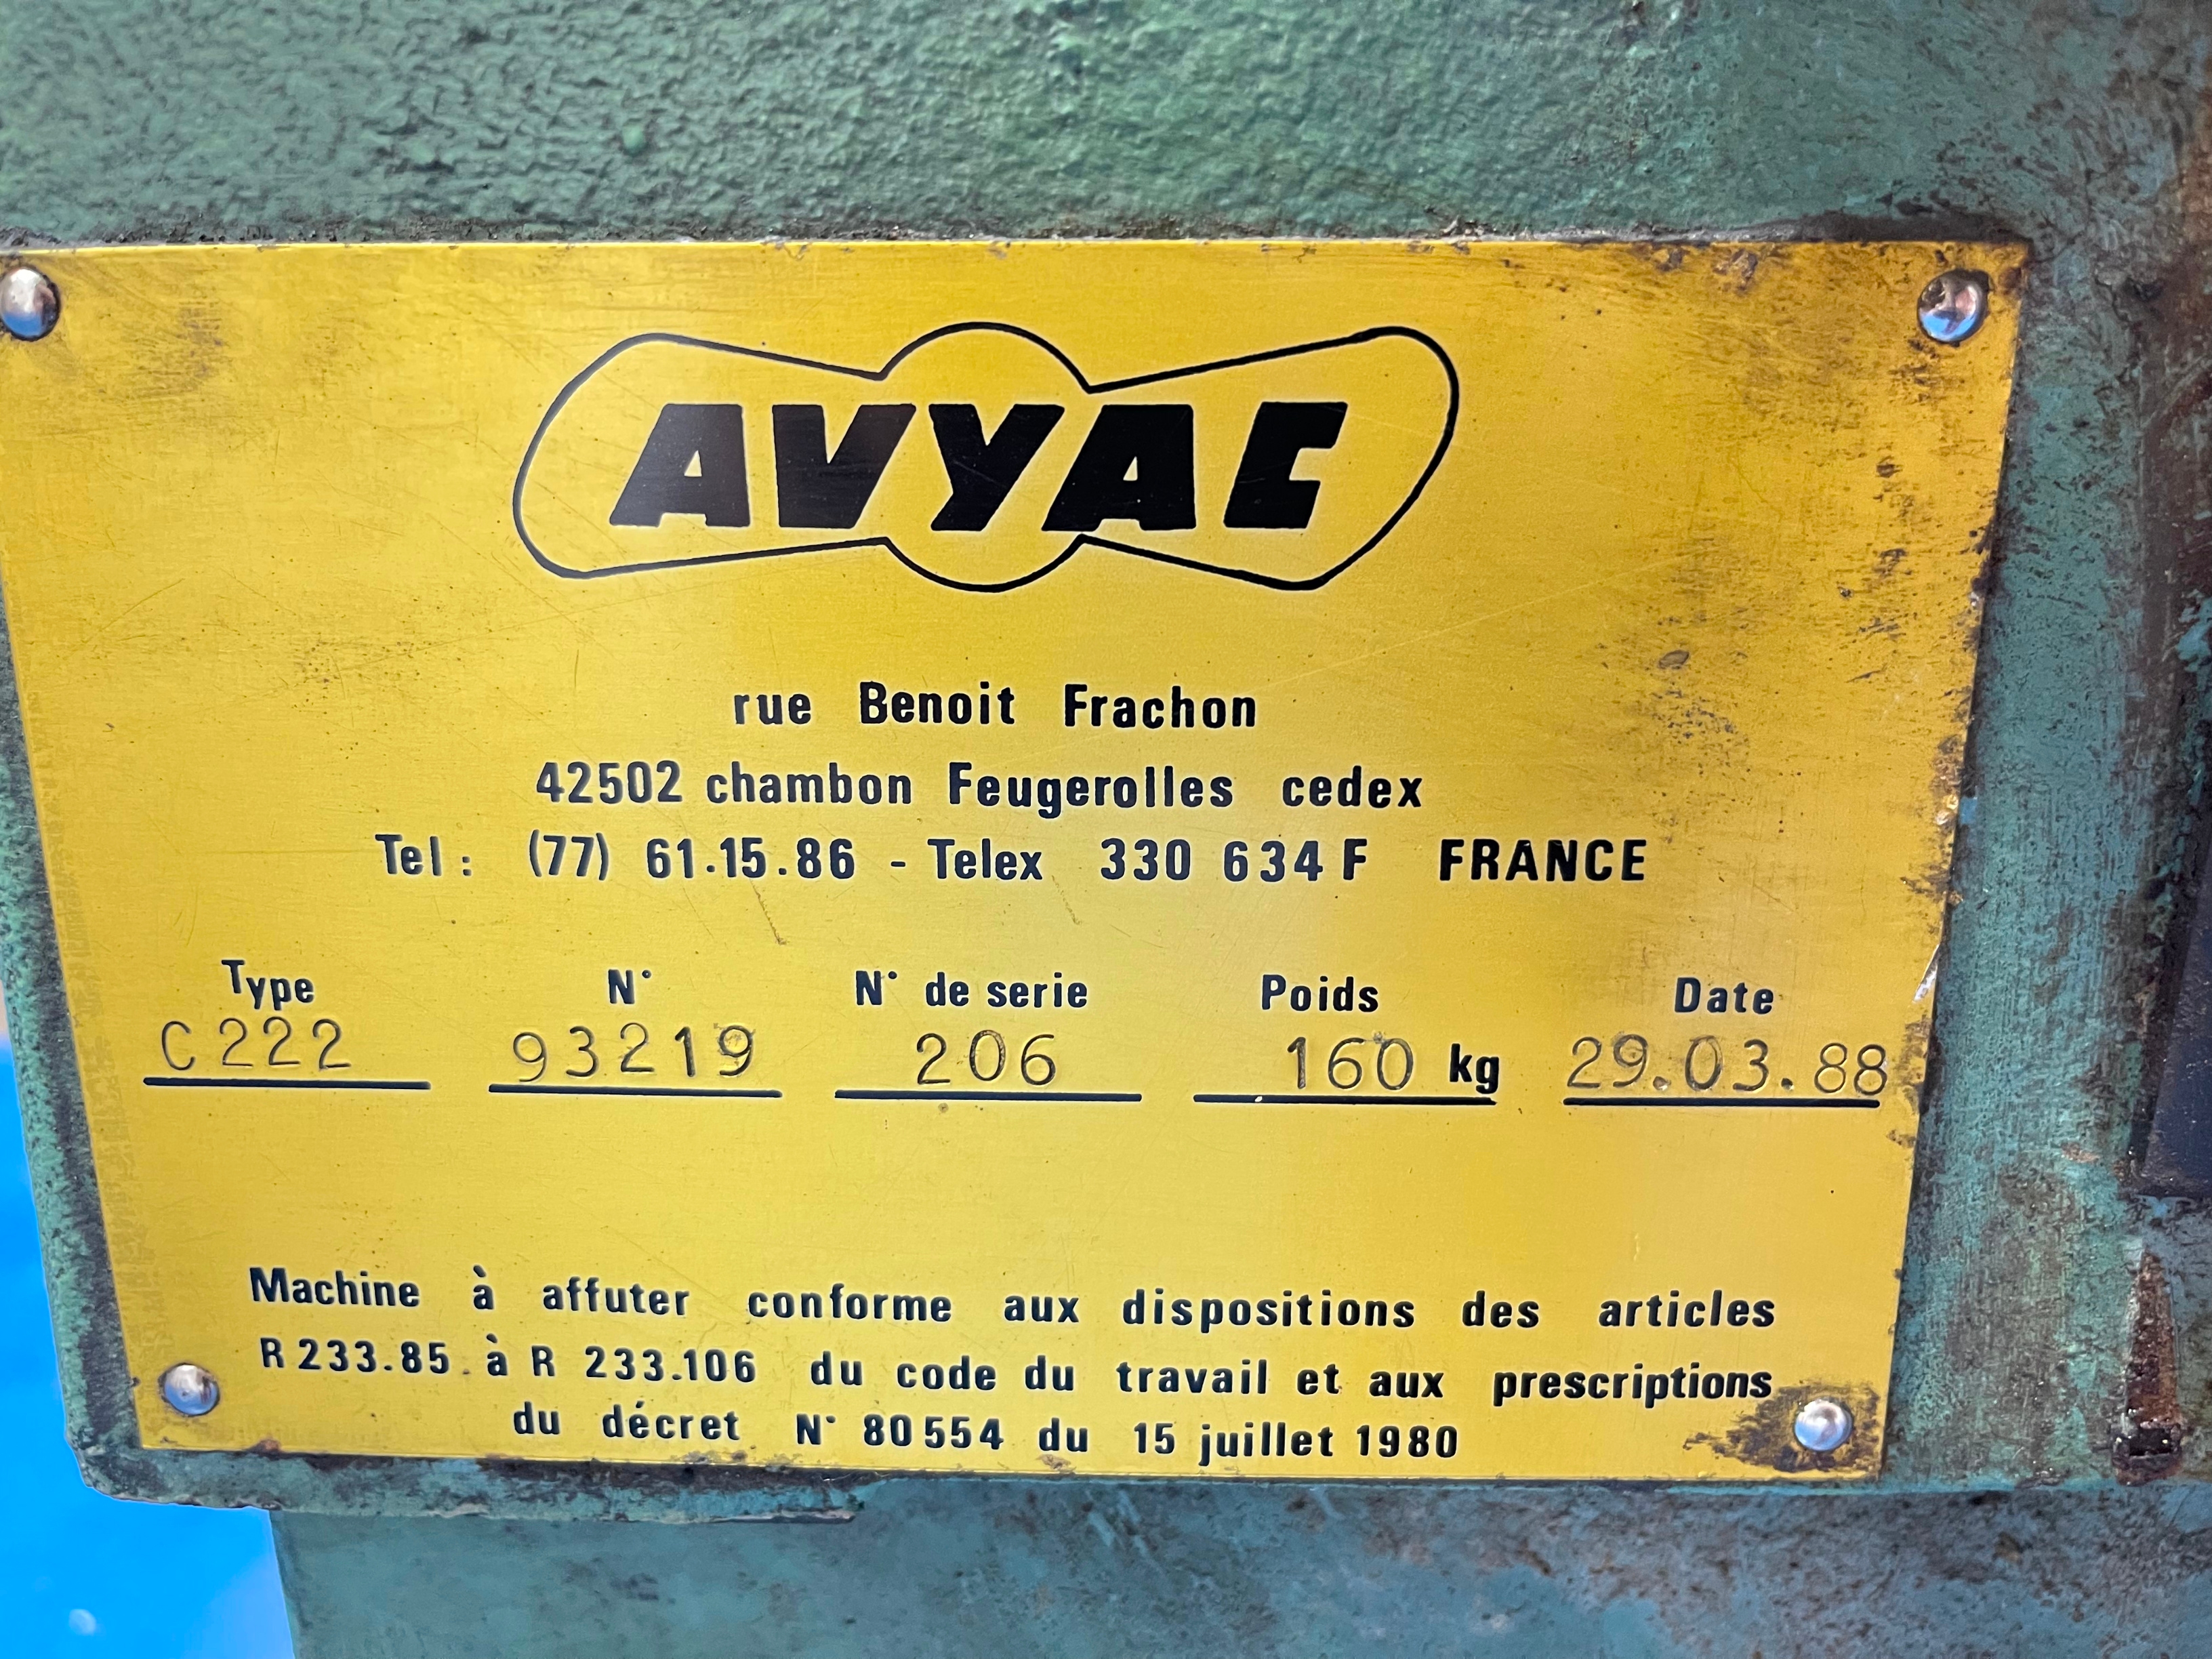 AVYAC
rue Benoit Frachon
42502 chambon Feugerolles cedex
Tel : (77) 61.15.86 - Telex 330 634 F FRANCE
Type N° N° de serie Poids Date
C222 93219 206 160 kg 29.03.88
Machine à affuter conforme aux dispositions des articles
R 233.85 à R 233.106 du code du travail et aux prescriptions
du décret N° 80554 du 15 juillet 1980